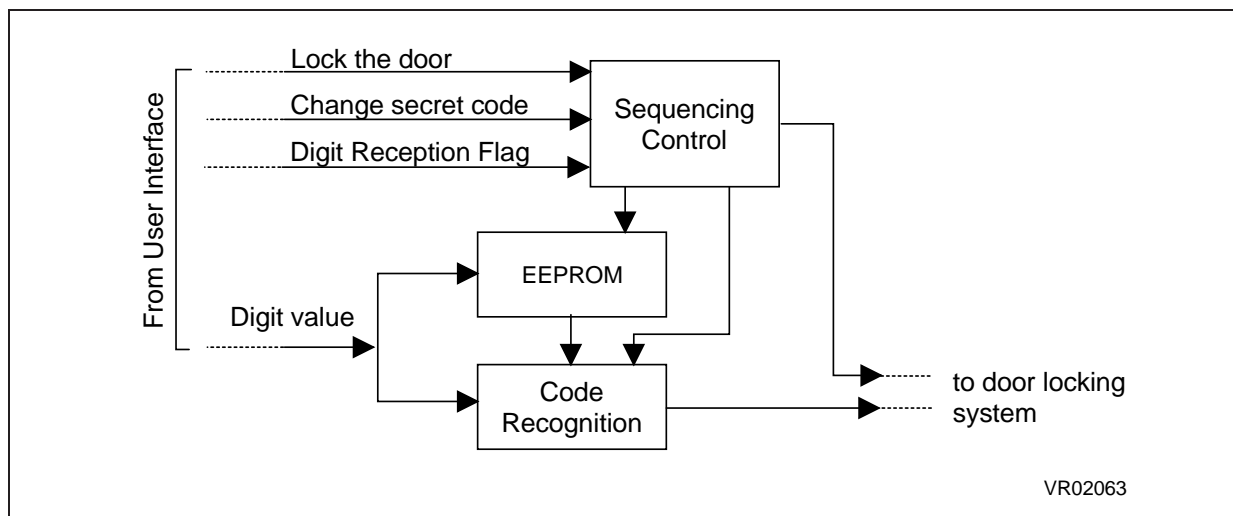 Lock the door
Change secret code
Digit Reception Flag
From User Interface
Sequencing
Control
EEPROM
Digit value
Code
Recognition
to door locking
system
VR02063